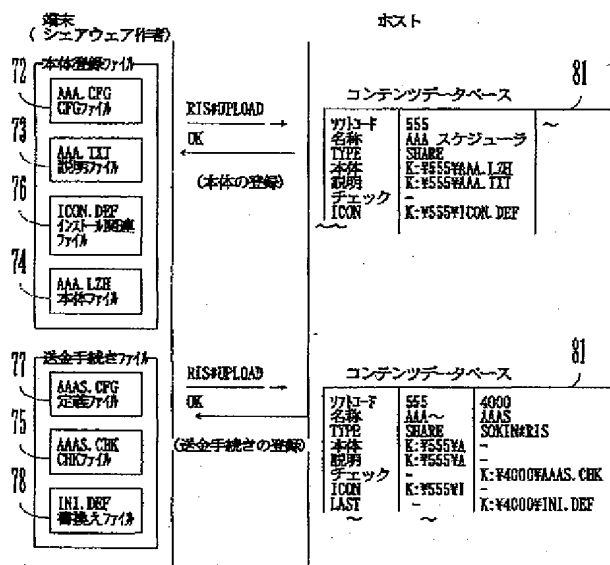 端末
(シェアウェア作者)
ホスト
本体登録ファイル
72
AAA.CFG
CFGファイル
73
AAA.TXT
説明ファイル
76
ICON.DEF
インストール関連
ファイル
74
AAA.LZH
本体ファイル
RIS#UPLOAD
OK
(本体の登録)
81
コンテンツデータベース
ソフトコード 555 ~
名称 AAA スケジューラ
TYPE SHARE
本体 K:¥555¥AAA.LZH
説明 K:¥555¥AAA.TXT
チェック -
ICON K:¥555¥ICON.DEF
~
送金手続きファイル
77
AAAS.CFG
定義ファイル
75
AAAS.CHK
CHKファイル
78
INI.DEF
書換えファイル
RIS#UPLOAD
OK
(送金手続きの登録)
81
コンテンツデータベース
ソフトコード 555 4000
名称 AAA~ AAAS
TYPE SHARE SOKIN#RIS
本体 K:¥555¥A -
説明 K:¥555¥A -
チェック - K:¥4000¥AAAS.CHK
ICON K:¥555¥I -
LAST - K:¥4000¥INI.DEF
~ ~